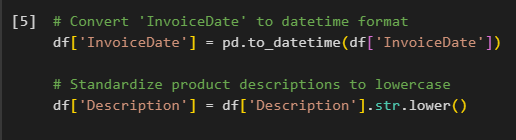 [5] # Convert 'InvoiceDate' to datetime format
df['InvoiceDate'] = pd.to_datetime(df['InvoiceDate'])
# Standardize product descriptions to lowercase
df['Description'] = df['Description'].str.lower()